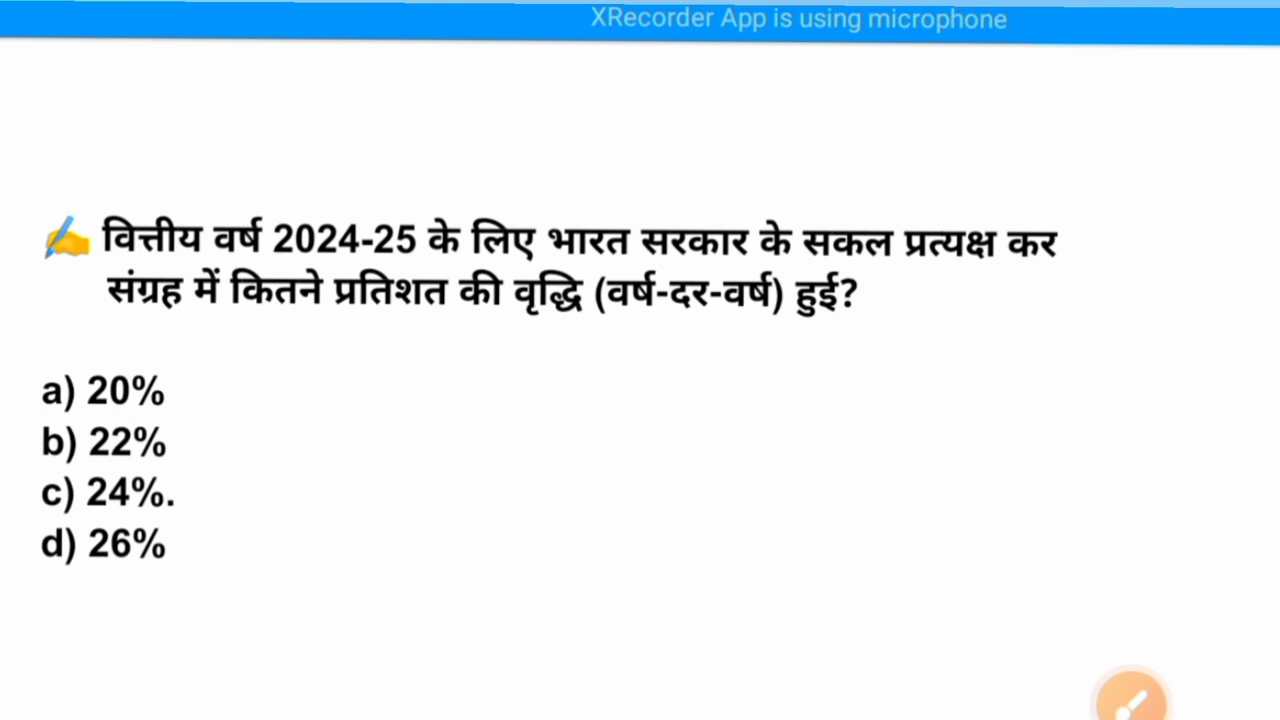 XRecorder App is using microphone
✍️ वित्तीय वर्ष 2024-25 के लिए भारत सरकार के सकल प्रत्यक्ष कर
संग्रह में कितने प्रतिशत की वृद्धि (वर्ष-दर-वर्ष) हुई?
a) 20%
b) 22%
c) 24%.
d) 26%